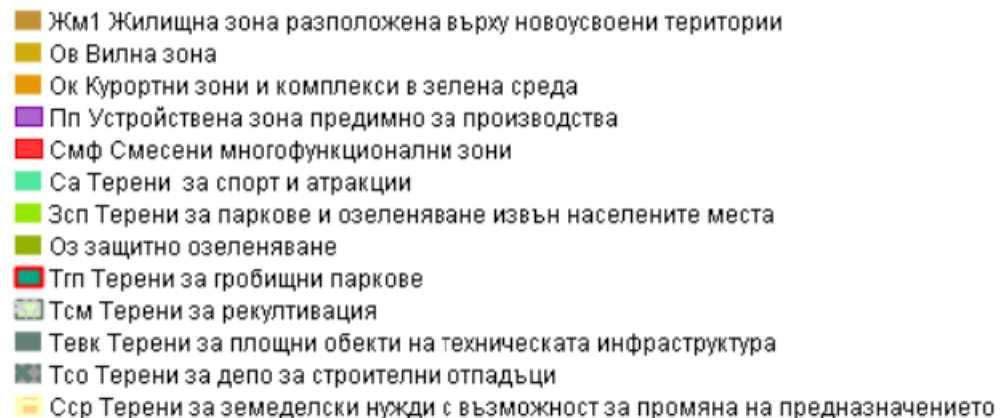 Жм1 Жилищна зона разположена върху новоусвоени територии
Ов Вилна зона
Ок Курортни зони и комплекси в зелена среда
Пп Устройствена зона предимно за производства
Смф Смесени многофункционални зони
Са Терени за спорт и атракции
Зсп Терени за паркове и озеленяване извън населените места
Оз защитно озеленяване
Тгп Терени за гробищни паркове
Тсм Терени за рекултивация
Тевк Терени за площни обекти на техническата инфраструктура
Тсо Терени за депо за строителни отпадъци
Сср Терени за земеделски нужди с възможност за промяна на предназначението